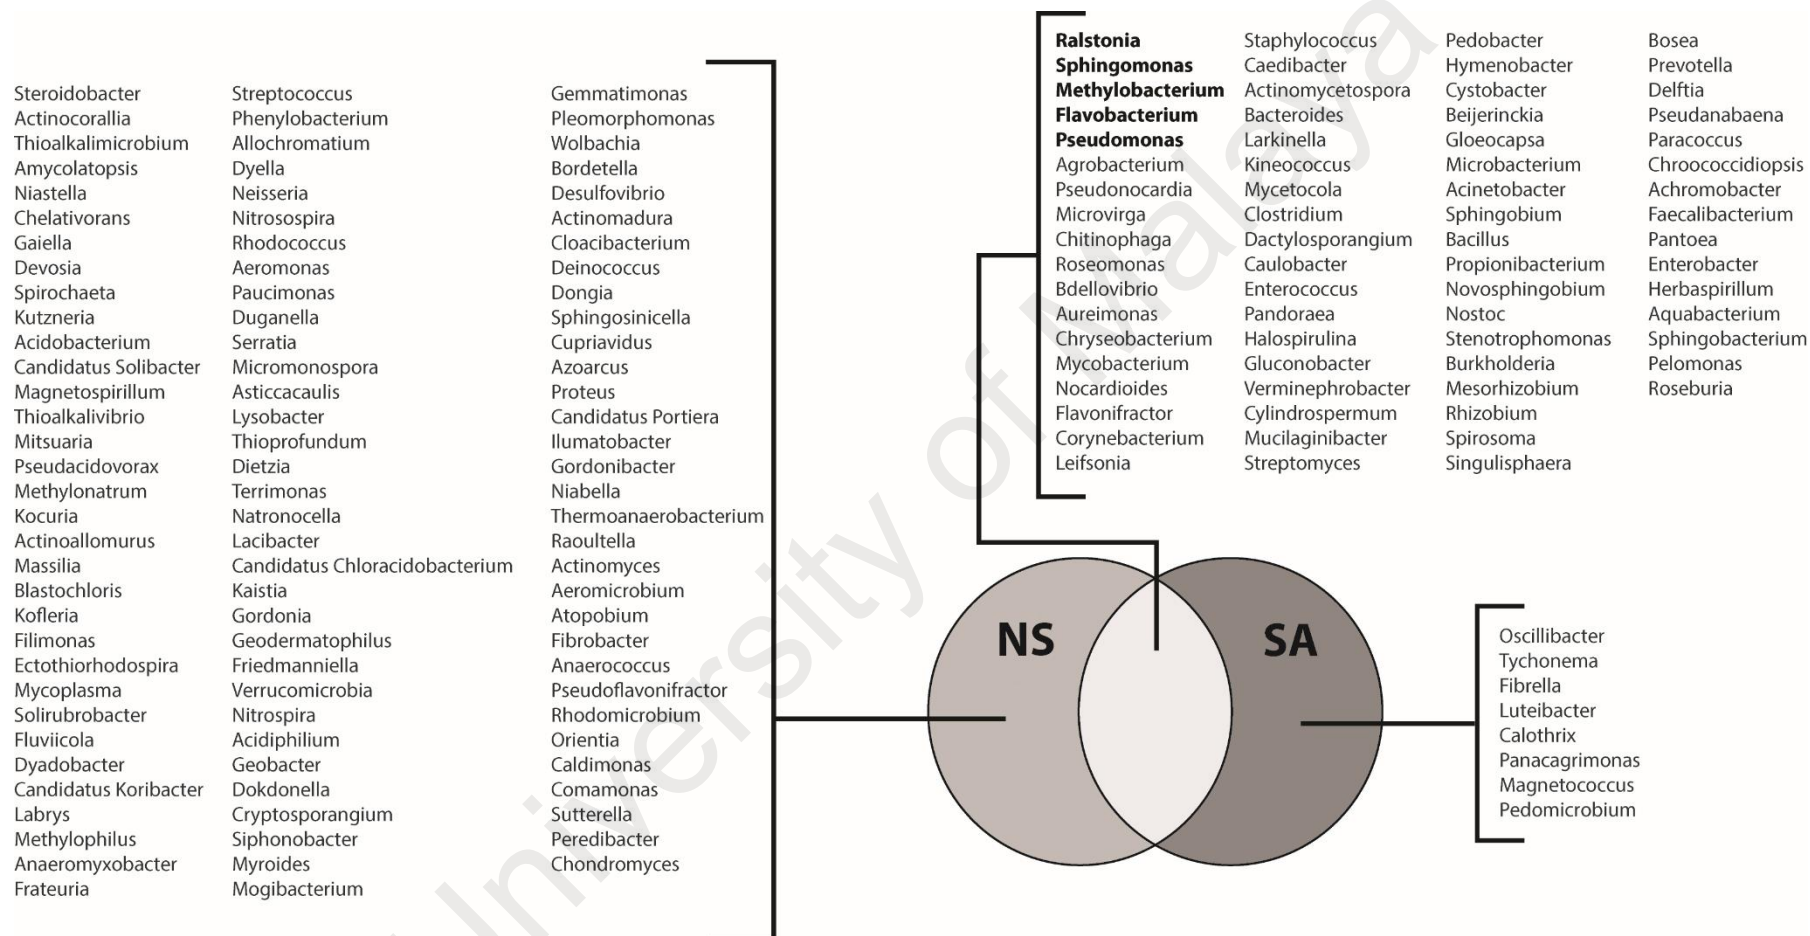 Steroidobacter
Actinocorallia
Thioalkalimicrobium
Amycolatopsis
Niastella
Chelativorans
Gaiella
Devosia
Spirochaeta
Kutzneria
Acidobacterium
Candidatus Solibacter
Magnetospirillum
Thioalkalivibrio
Mitsuaria
Pseudacidovorax
Methylonatrum
Kocuria
Actinoallomurus
Massilia
Blastochloris
Kofleria
Filimonas
Ectothiorhodospira
Mycoplasma
Solirubrobacter
Fluviicola
Dyadobacter
Candidatus Koribacter
Labrys
Methylophilus
Anaeromyxobacter
Frateuria
Streptococcus
Phenylobacterium
Allochromatium
Dyella
Neisseria
Nitrosospira
Rhodococcus
Aeromonas
Paucimonas
Duganella
Serratia
Micromonospora
Asticcacaulis
Lysobacter
Thioprofundum
Dietzia
Terrimonas
Natronocella
Lacibacter
Candidatus Chloracidobacterium
Kaistia
Gordonia
Geodermatophilus
Friedmanniella
Verrucomicrobia
Nitrospira
Acidiphilium
Geobacter
Dokdonella
Cryptosporangium
Siphonobacter
Myroides
Mogibacterium
Gemmatimonas
Pleomorphomonas
Wolbachia
Bordetella
Desulfovibrio
Actinomadura
Cloacibacterium
Deinococcus
Dongia
Sphingosinicella
Cupriavidus
Azoarcus
Proteus
Candidatus Portiera
Ilumatobacter
Gordonibacter
Niabella
Thermoanaerobacterium
Raoultella
Actinomyces
Aeromicrobium
Atopobium
Fibrobacter
Anaerococcus
Pseudoflavonifractor
Rhodomicrobium
Orientia
Caldimonas
Comamonas
Sutterella
Peredibacter
Chondromyces
Ralstonia
Sphingomonas
Methylobacterium
Flavobacterium
Pseudomonas
Agrobacterium
Pseudonocardia
Microvirga
Chitinophaga
Roseomonas
Bdellovibrio
Aureimonas
Chryseobacterium
Mycobacterium
Nocardioides
Flavonifractor
Corynebacterium
Leifsonia
Staphylococcus
Caedibacter
Actinomycetospora
Bacteroides
Larkinella
Kineococcus
Mycetocola
Clostridium
Dactylosporangium
Caulobacter
Enterococcus
Pandoraea
Halospirulina
Gluconobacter
Verminephrobacter
Cylindrospermum
Mucilaginibacter
Streptomyces
Pedobacter
Hymenobacter
Cystobacter
Beijerinckia
Gloeocapsa
Microbacterium
Acinetobacter
Sphingobium
Bacillus
Propionibacterium
Novosphingobium
Nostoc
Stenotrophomonas
Burkholderia
Mesorhizobium
Rhizobium
Spirosoma
Singulisphaera
Bosea
Prevotella
Delftia
Pseudanabaena
Paracoccus
Chroococcidiopsis
Achromobacter
Faecalibacterium
Pantoea
Enterobacter
Herbaspirillum
Aquabacterium
Sphingobacterium
Pelomonas
Roseburia
NS
SA
Oscillibacter
Tychonema
Fibrella
Luteibacter
Calothrix
Panacagrimonas
Magnetococcus
Pedomicrobium
University of Malaya